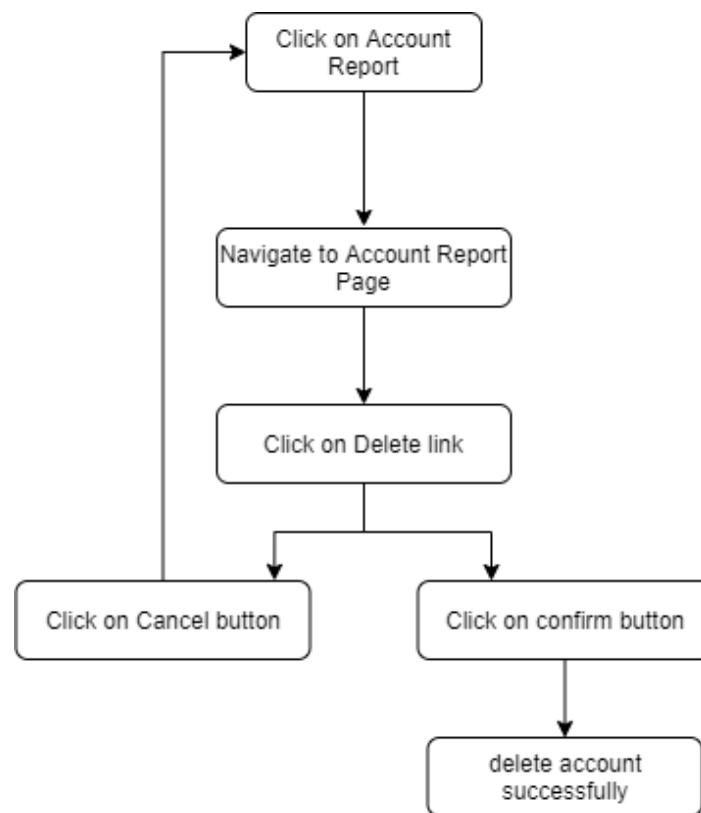 Click on Account
Report
Navigate to Account Report
Page
Click on Delete link
Click on Cancel button
Click on confirm button
delete account
successfully